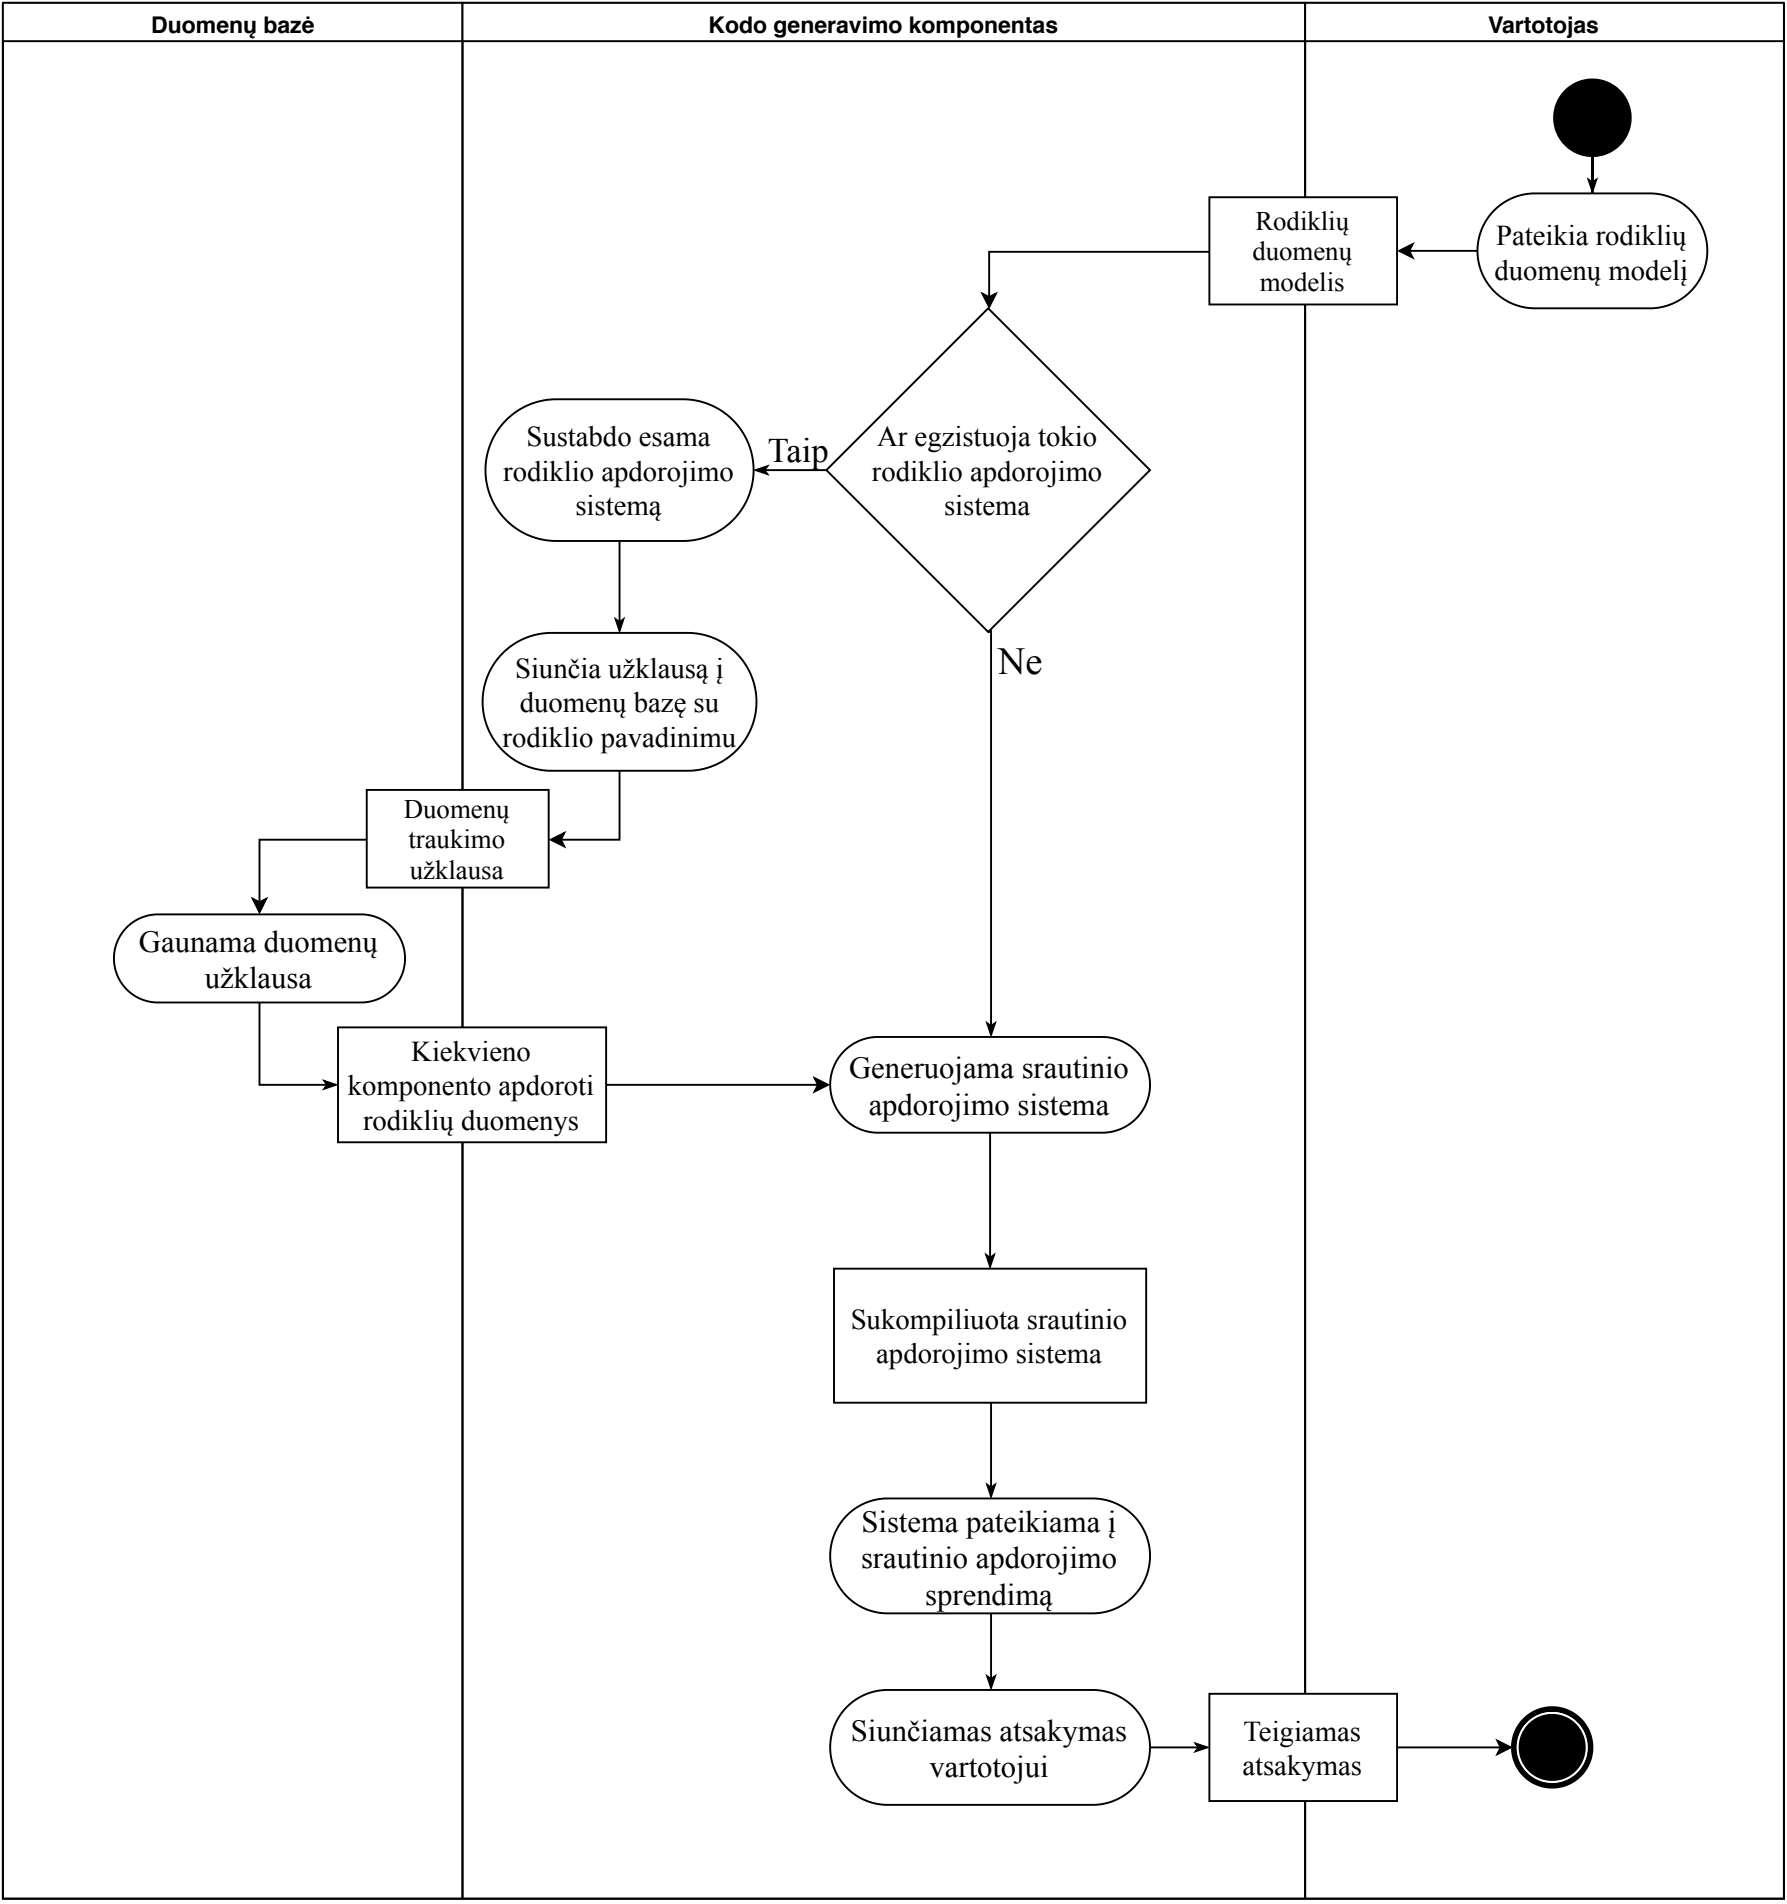 Duomenų bazė
Kodo generavimo komponentas
Vartotojas
Pateikia rodiklių
duomenų modelį
Rodiklių
duomenų
modelis
Ar egzistuoja tokio
rodiklio apdorojimo
sistema
Taip
Sustabdo esama
rodiklio apdorojimo
sistemą
Ne
Siunčia užklausą į
duomenų bazę su
rodiklio pavadinimu
Duomenų
traukimo
užklausa
Gaunama duomenų
užklausa
Kiekvieno
komponento apdoroti
rodiklių duomenys
Generuojama srautinio
apdorojimo sistema
Sukompiliuota srautinio
apdorojimo sistema
Sistema pateikiama į
srautinio apdorojimo
sprendimą
Siunčiamas atsakymas
vartotojui
Teigiamas
atsakymas